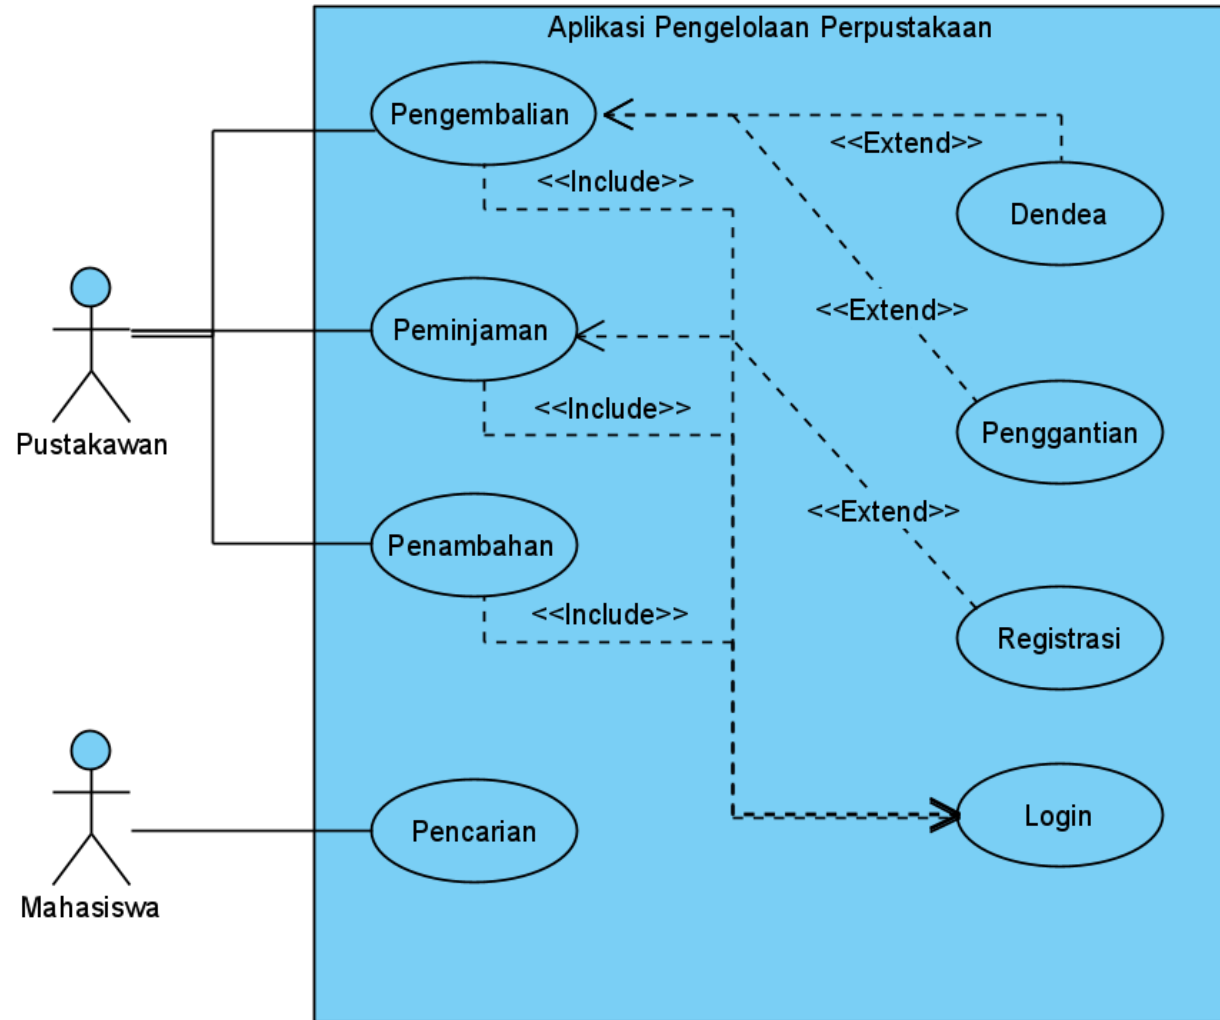 Aplikasi Pengelolaan Perpustakaan
Pengembalian
<<Extend>>
<<Include>>
Dendea
<<Extend>>
Peminjaman
<<Include>>
Pustakawan
Penggantian
<<Extend>>
Penambahan
<<Include>>
Registrasi
Pencarian
Login
Mahasiswa